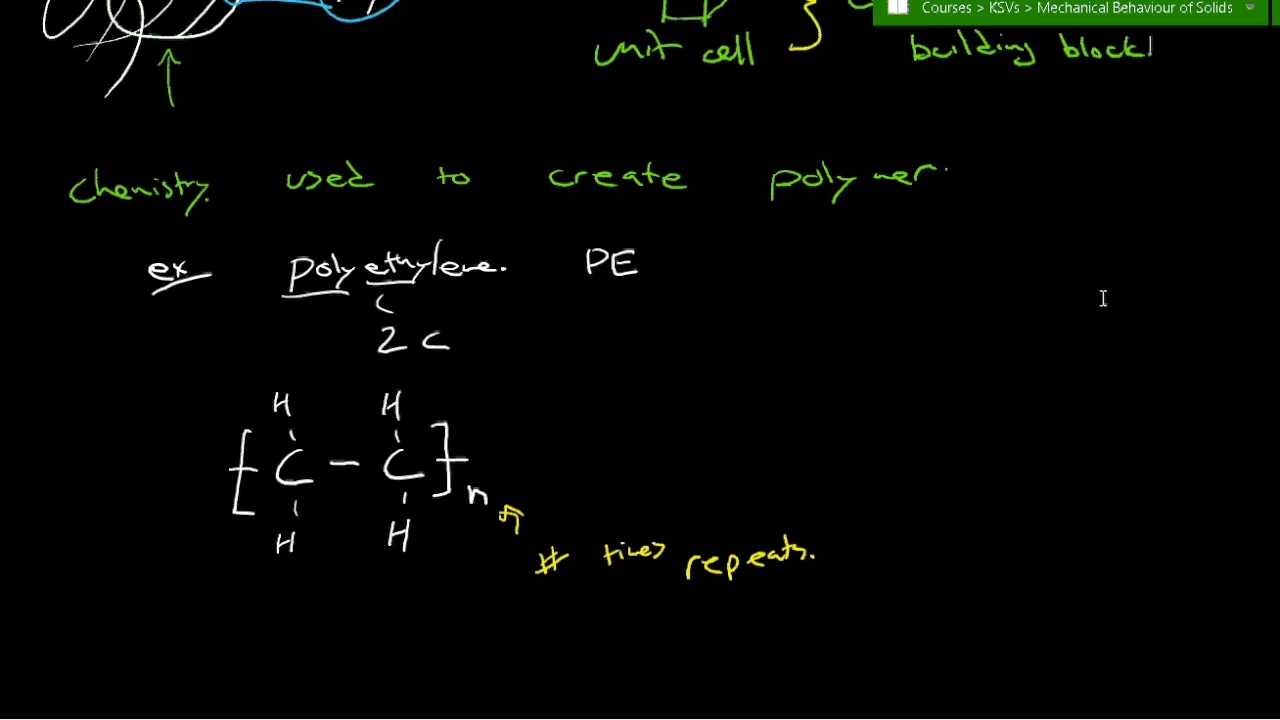 Courses > KSVs > Mechanical Behaviour of Solids
unit cell
building block
chemistry. used to create polymer.
ex polyethylene. PE
2 C
H H
[ C - C ] n
H H
# times repeats.